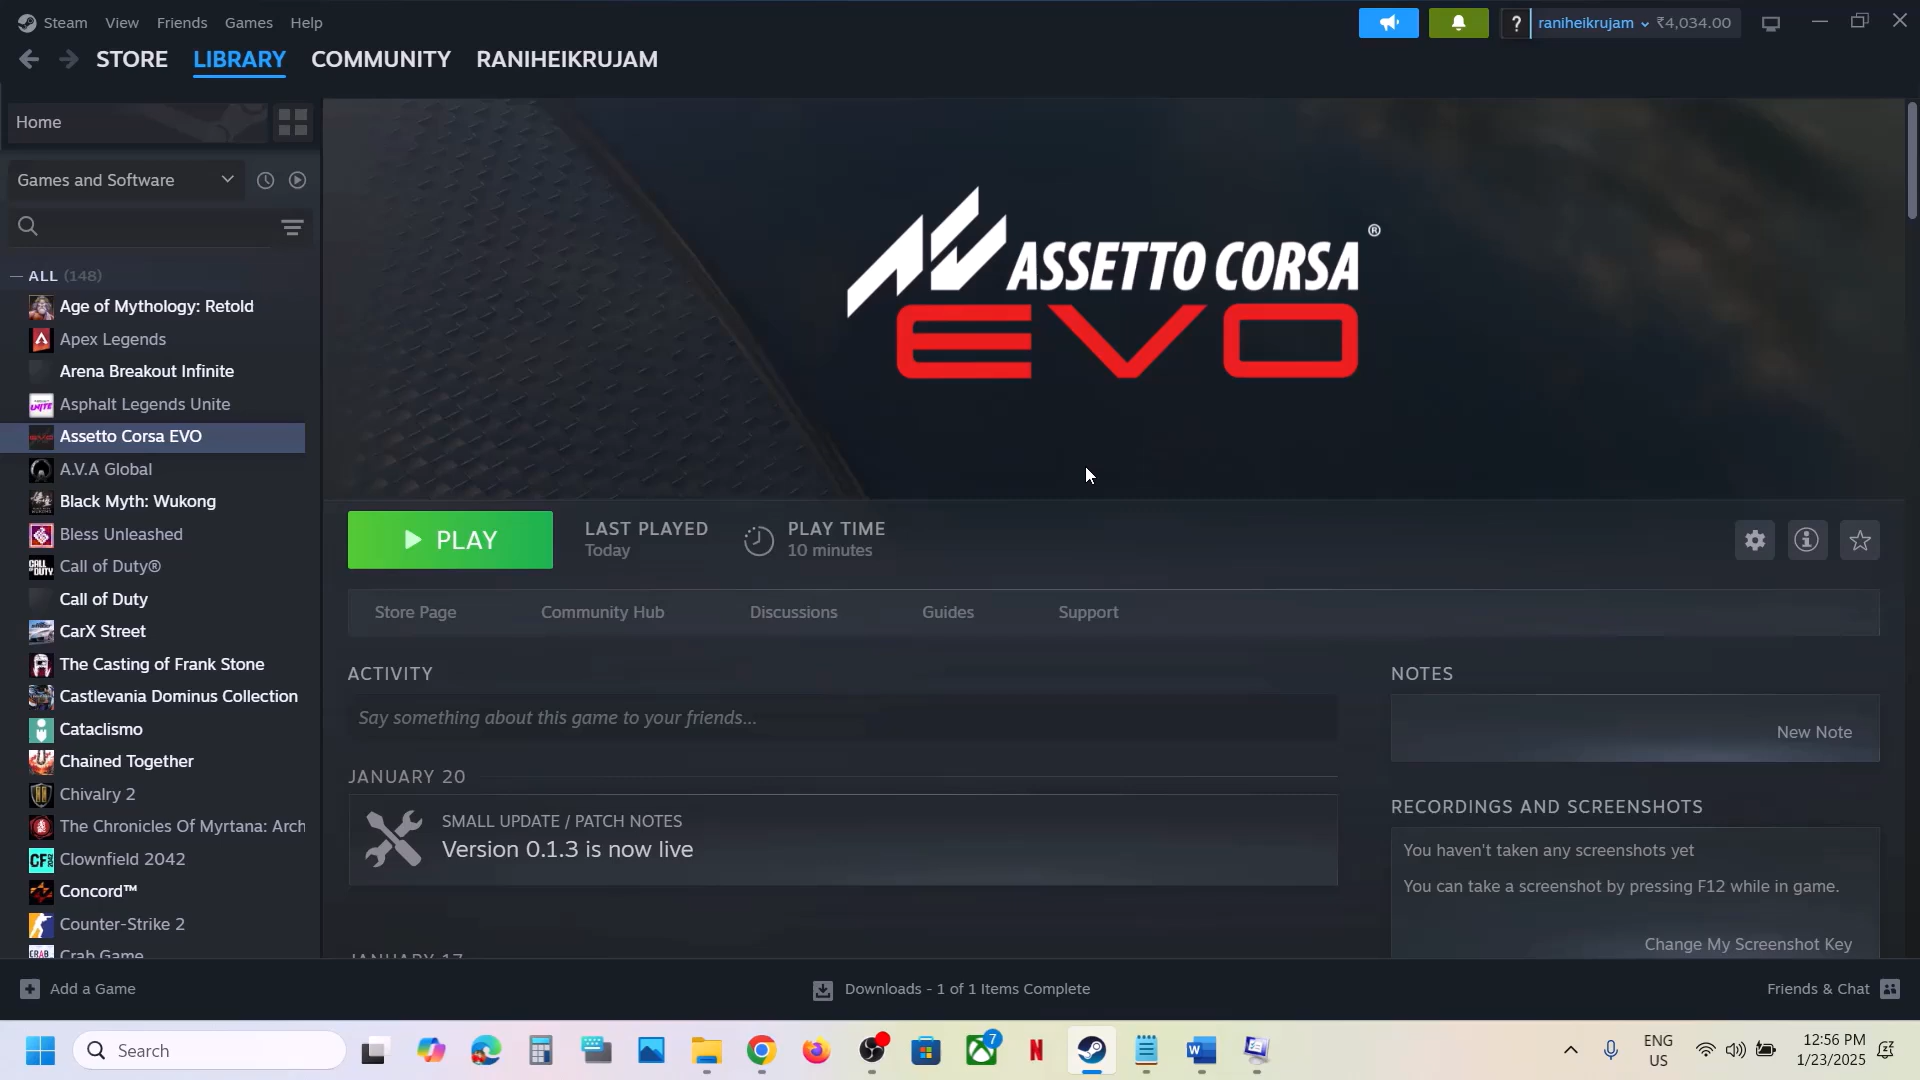 Steam View Friends Games Help
? raniheikrujam ₹4,034.00
STORE LIBRARY COMMUNITY RANIHEIKRUJAM
Home
Games and Software
ALL (148)
Age of Mythology: Retold
Apex Legends
Arena Breakout Infinite
Asphalt Legends Unite
Assetto Corsa EVO
A.V.A Global
Black Myth: Wukong
Bless Unleashed
Call of Duty®
Call of Duty
CarX Street
The Casting of Frank Stone
Castlevania Dominus Collection
Cataclismo
Chained Together
Chivalry 2
The Chronicles Of Myrtana: Arch
Clownfield 2042
Concord™
Counter-Strike 2
Crab Game
ASSETTO CORSA ®
EVO
PLAY
LAST PLAYED
Today
PLAY TIME
10 minutes
Store Page Community Hub Discussions Guides Support
ACTIVITY
Say something about this game to your friends...
JANUARY 20
SMALL UPDATE / PATCH NOTES
Version 0.1.3 is now live
JANUARY 17
NOTES
New Note
RECORDINGS AND SCREENSHOTS
You haven't taken any screenshots yet
You can take a screenshot by pressing F12 while in game.
Change My Screenshot Key
Add a Game
Downloads - 1 of 1 Items Complete
Friends & Chat
Search
7
ENG
US
12:56 PM
1/23/2025